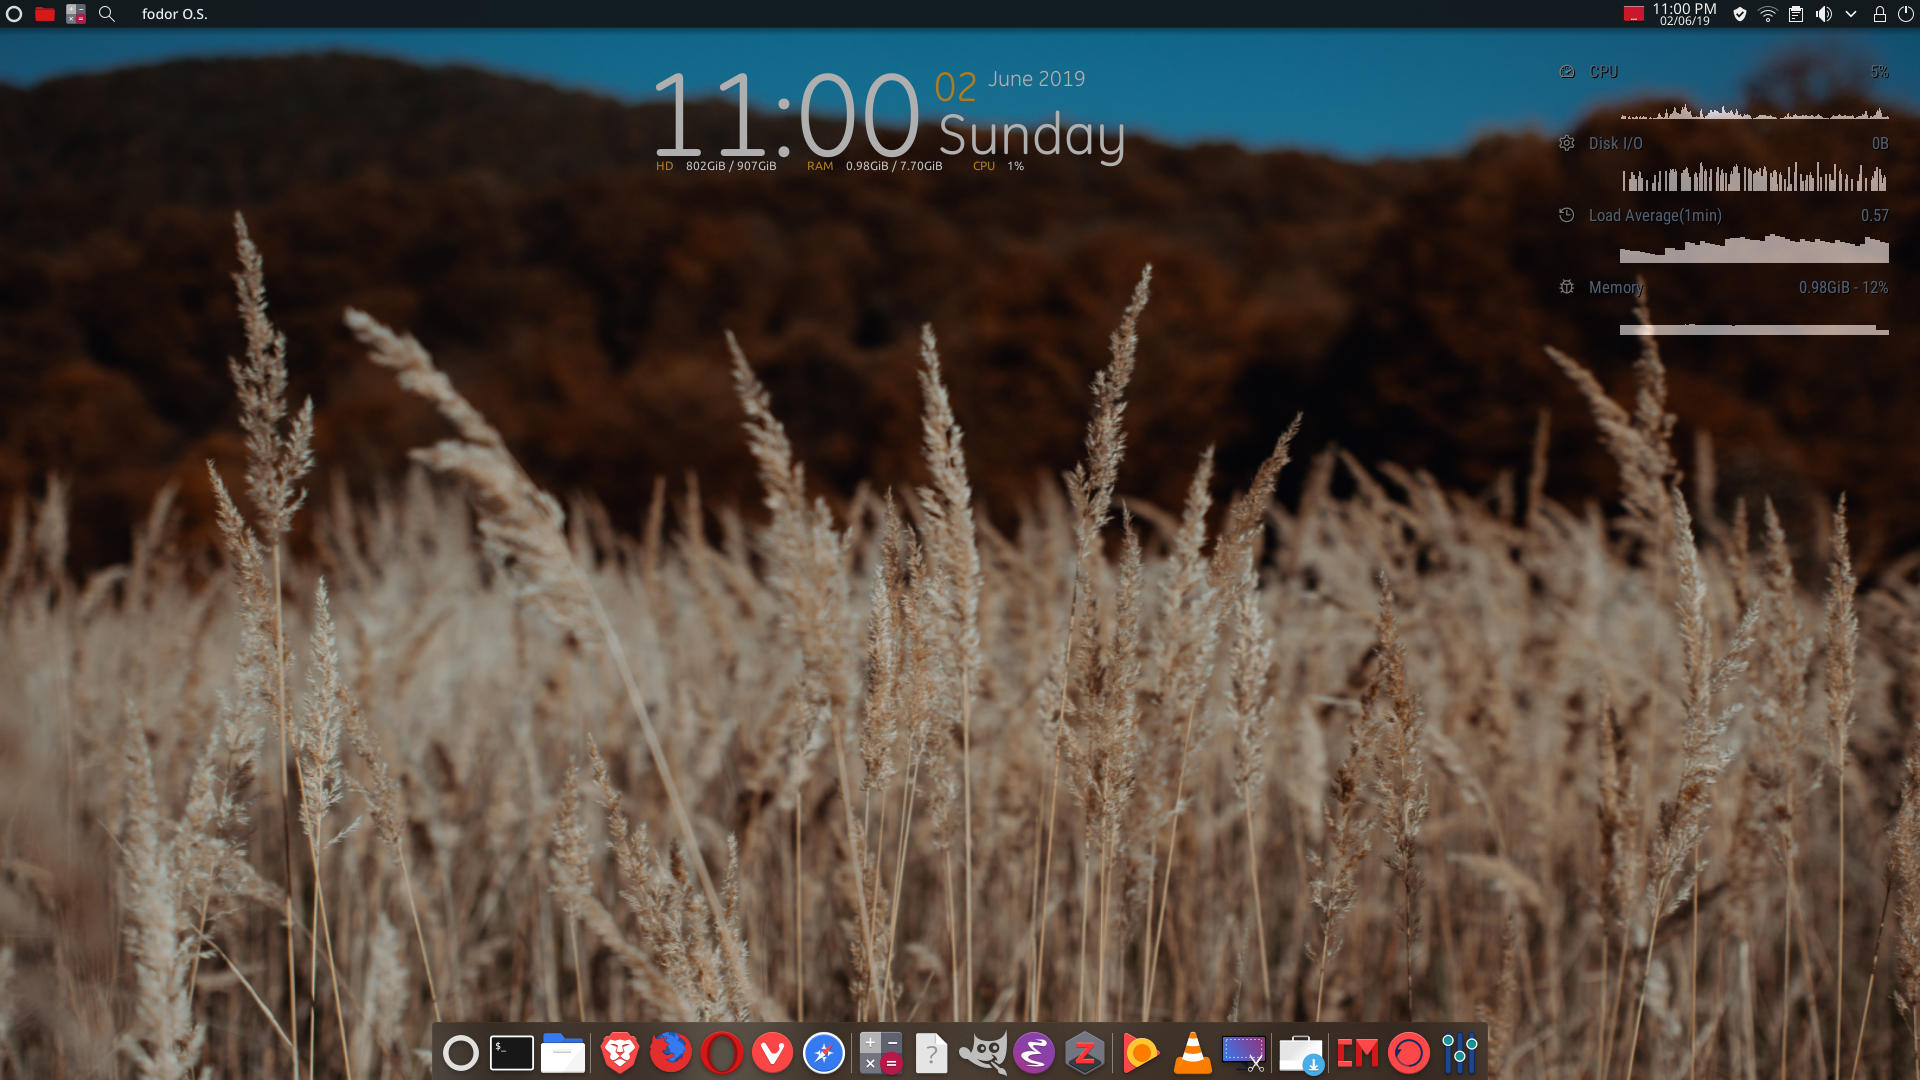 fodor O.S.
11:00 PM
02/06/19
11:00 02 June 2019
Sunday
HD 802GiB / 907GiB RAM 0.98GiB / 7.70GiB CPU 1%
CPU 5%
Disk I/O 0B
Load Average(1min) 0.57
Memory 0.98GiB - 12%
$_
?
Z
CM